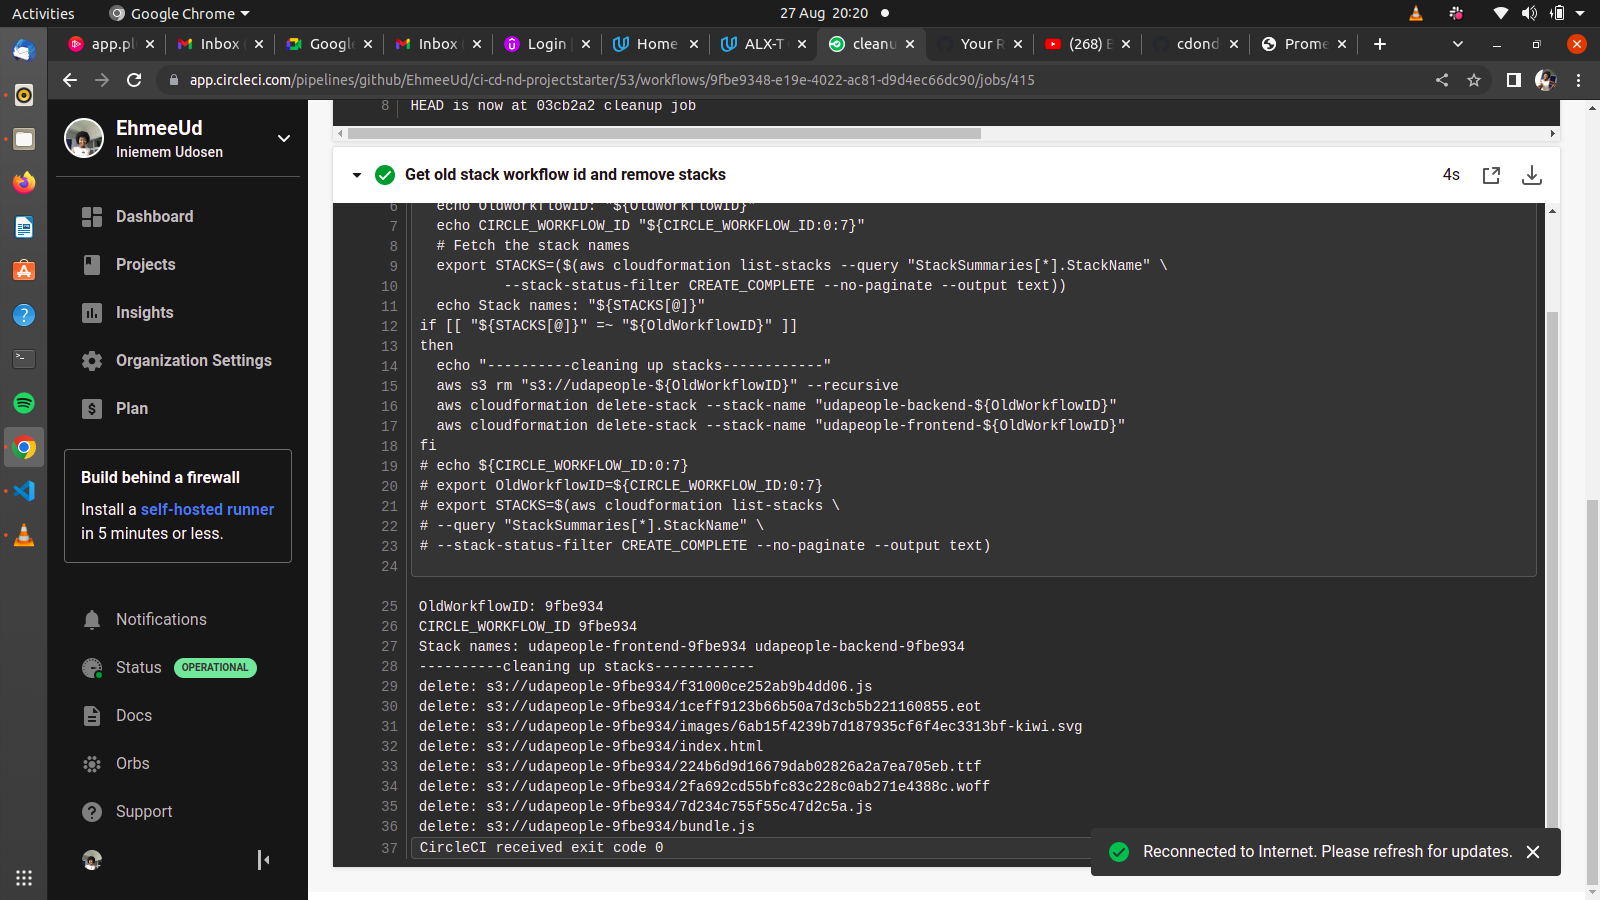 Activities
Google Chrome
27 Aug 20:20
app.pl
Inbox
Google
Inbox (
Login |
Home
ALX-T
cleanu
Your R
(268) E
cdond
Prome
app.circleci.com/pipelines/github/EhmeeUd/ci-cd-nd-projectstarter/53/workflows/9fbe9348-e19e-4022-ac81-d9d4ec66dc90/jobs/415
EhmeeUd
Iniemem Udosen
Dashboard
Projects
Insights
Organization Settings
Plan
Build behind a firewall
Install a self-hosted runner
in 5 minutes or less.
Notifications
Status OPERATIONAL
Docs
Orbs
Support
8 HEAD is now at 03cb2a2 cleanup job
Get old stack workflow id and remove stacks
4s
6 echo OldWorkflowID: "${OldWorkflowID}"
7 echo CIRCLE_WORKFLOW_ID "${CIRCLE_WORKFLOW_ID:0:7}"
8 # Fetch the stack names
9 export STACKS=($(aws cloudformation list-stacks --query "StackSummaries[*].StackName" \
10 --stack-status-filter CREATE_COMPLETE --no-paginate --output text))
11 echo Stack names: "${STACKS[@]}"
12 if [[ "${STACKS[@]}" =~ "${OldWorkflowID}" ]]
13 then
14 echo "----------cleaning up stacks------------"
15 aws s3 rm "s3://udapeople-${OldWorkflowID}" --recursive
16 aws cloudformation delete-stack --stack-name "udapeople-backend-${OldWorkflowID}"
17 aws cloudformation delete-stack --stack-name "udapeople-frontend-${OldWorkflowID}"
18 fi
19 # echo ${CIRCLE_WORKFLOW_ID:0:7}
20 # export OldWorkflowID=${CIRCLE_WORKFLOW_ID:0:7}
21 # export STACKS=$(aws cloudformation list-stacks \
22 # --query "StackSummaries[*].StackName" \
23 # --stack-status-filter CREATE_COMPLETE --no-paginate --output text)
24
25 OldWorkflowID: 9fbe934
26 CIRCLE_WORKFLOW_ID 9fbe934
27 Stack names: udapeople-frontend-9fbe934 udapeople-backend-9fbe934
28 ----------cleaning up stacks------------
29 delete: s3://udapeople-9fbe934/f31000ce252ab9b4dd06.js
30 delete: s3://udapeople-9fbe934/1ceff9123b66b50a7d3cb5b221160855.eot
31 delete: s3://udapeople-9fbe934/images/6ab15f4239b7d187935cf6f4ec3313bf-kiwi.svg
32 delete: s3://udapeople-9fbe934/index.html
33 delete: s3://udapeople-9fbe934/224b6d9d16679dab02826a2a7ea705eb.ttf
34 delete: s3://udapeople-9fbe934/2fa692cd55bfc83c228c0ab271e4388c.woff
35 delete: s3://udapeople-9fbe934/7d234c755f55c47d2c5a.js
36 delete: s3://udapeople-9fbe934/bundle.js
37 CircleCI received exit code 0
Reconnected to Internet. Please refresh for updates.